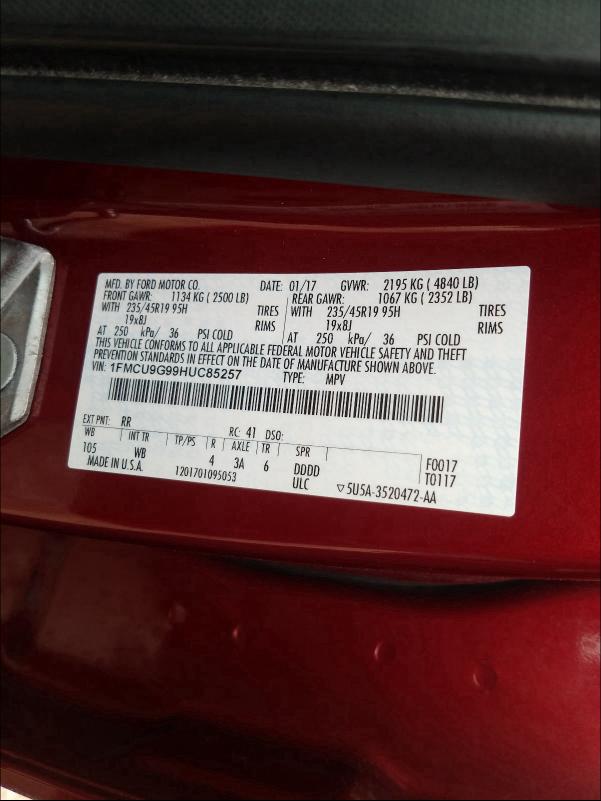 MFD. BY FORD MOTOR CO. DATE: 01/17 GVWR: 2195 KG ( 4840 LB)
FRONT GAWR: 1134 KG ( 2500 LB) REAR GAWR: 1067 KG ( 2352 LB)
WITH 235/45R19 95H TIRES WITH 235/45R19 95H TIRES
19x8J RIMS 19x8J RIMS
AT 250 kPa/ 36 PSI COLD AT 250 kPa/ 36 PSI COLD
THIS VEHICLE CONFORMS TO ALL APPLICABLE FEDERAL MOTOR VEHICLE SAFETY AND THEFT
PREVENTION STANDARDS IN EFFECT ON THE DATE OF MANUFACTURE SHOWN ABOVE.
VIN: 1FMCU9G99HUC85257 TYPE: MPV
EXT PNT: RR RC: 41 DSO:
WB INT TR TP/PS R AXLE TR SPR
105 WB 4 3A 6 DDDD F0017
MADE IN U.S.A. 1201701095053 ULC T0117
▽5U5A-3520472-AA